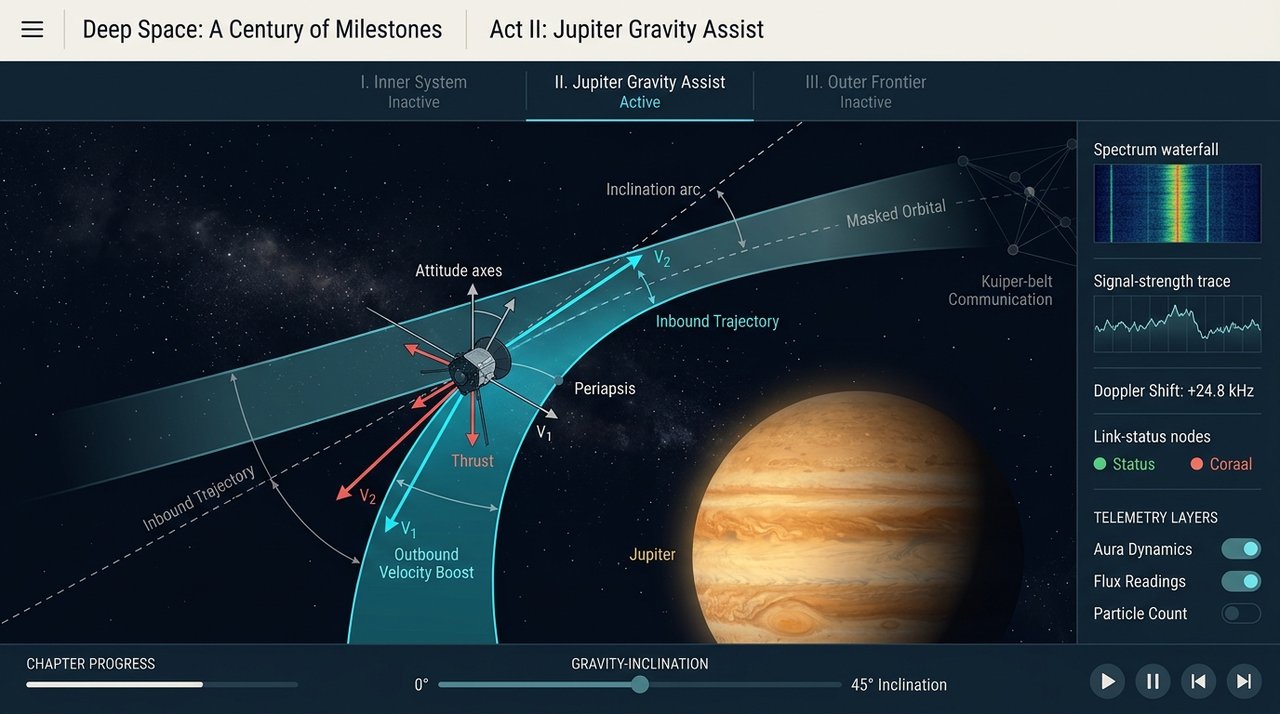 Deep Space: A Century of Milestones
Act II: Jupiter Gravity Assist
I. Inner System
Inactive
II. Jupiter Gravity Assist
Active
III. Outer Frontier
Inactive
Inclination arc
Masked Orbital
Attitude axes
V2
Kuiper-belt
Communication
Inbound Trajectory
Periapsis
V1
Thrust
Inbound Trajectory
V2
V1
Outbound
Velocity Boost
Jupiter
Spectrum waterfall
Signal-strength trace
Doppler Shift: +24.8 kHz
Link-status nodes
Status
Coraal
TELEMETRY LAYERS
Aura Dynamics
Flux Readings
Particle Count
CHAPTER PROGRESS
GRAVITY-INCLINATION
0°
45° Inclination